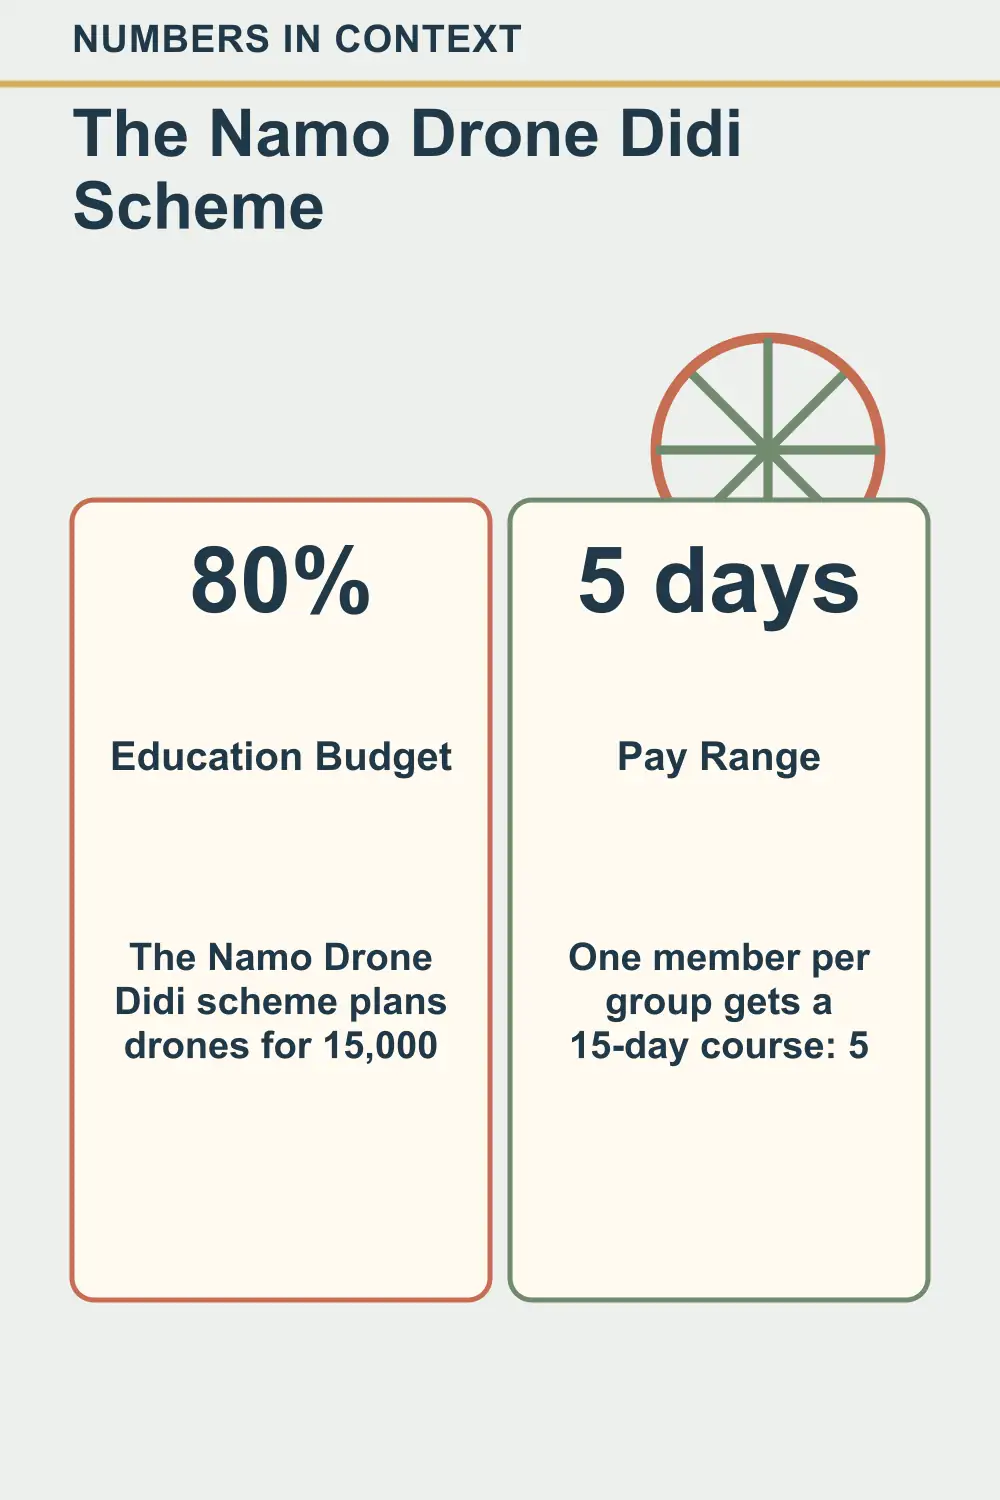 NUMBERS IN CONTEXT
The Namo Drone Didi
Scheme
80%
Education Budget
The Namo Drone
Didi scheme plans
drones for 15,000
5 days
Pay Range
One member per
group gets a
15-day course: 5